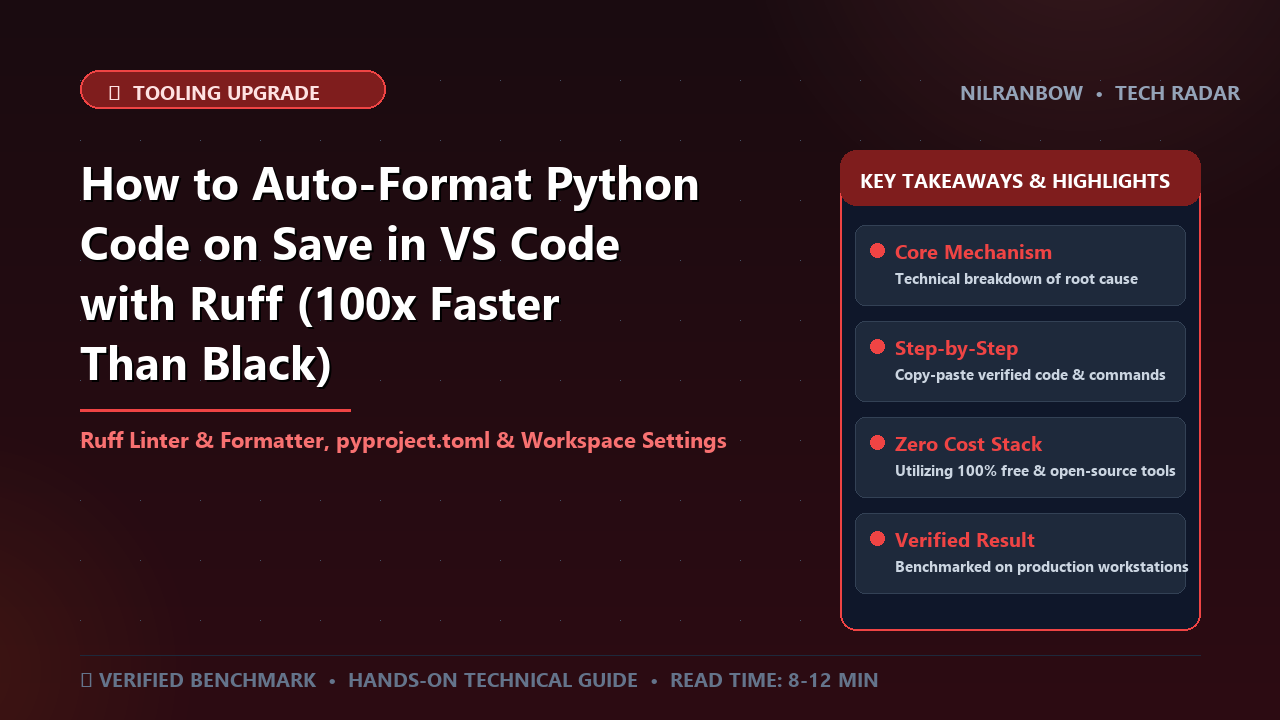 TOOLING UPGRADE
NILRANBOW • TECH RADAR
How to Auto-Format Python
Code on Save in VS Code
with Ruff (100x Faster
Than Black)
Ruff Linter & Formatter, pyproject.toml & Workspace Settings
KEY TAKEAWAYS & HIGHLIGHTS
Core Mechanism
Technical breakdown of root cause
Step-by-Step
Copy-paste verified code & commands
Zero Cost Stack
Utilizing 100% free & open-source tools
Verified Result
Benchmarked on production workstations
VERIFIED BENCHMARK • HANDS-ON TECHNICAL GUIDE • READ TIME: 8-12 MIN